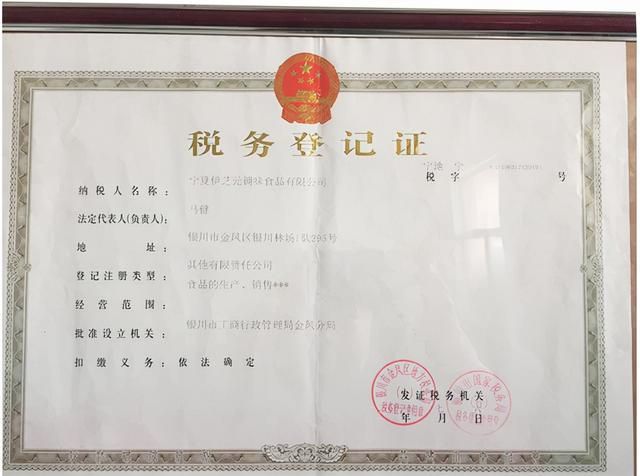 税务登记证
税 字 号
纳税人名称：宁夏伊芝元调味食品有限公司
法定代表人(负责人)：马健
地 址：银川市金凤区银川林场1队295号
登记注册类型：其他有限责任公司
经营范围：食品的生产、销售***
批准设立机关：银川市工商行政管理局金凤分局
扣缴义务：依法确定
发证税务机关
年 月 日